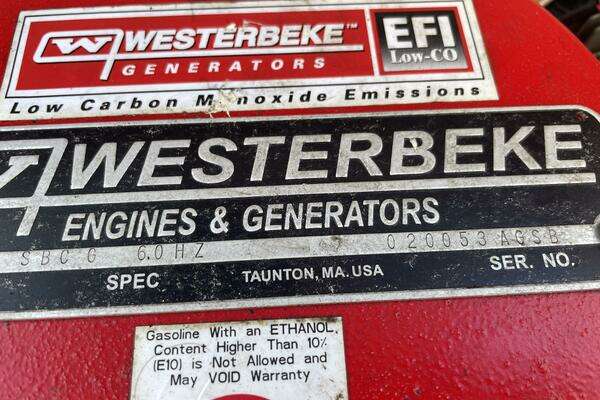 WESTERBEKE™
GENERATORS
EFI
Low-CO
Low Carbon Monoxide Emissions
WESTERBEKE
ENGINES & GENERATORS
SBCG 60HZ 020053 AGSB
SPEC TAUNTON, MA. USA SER. NO.
Gasoline With an ETHANOL
Content Higher Than 10%
(E10) is Not Allowed and
May VOID Warranty